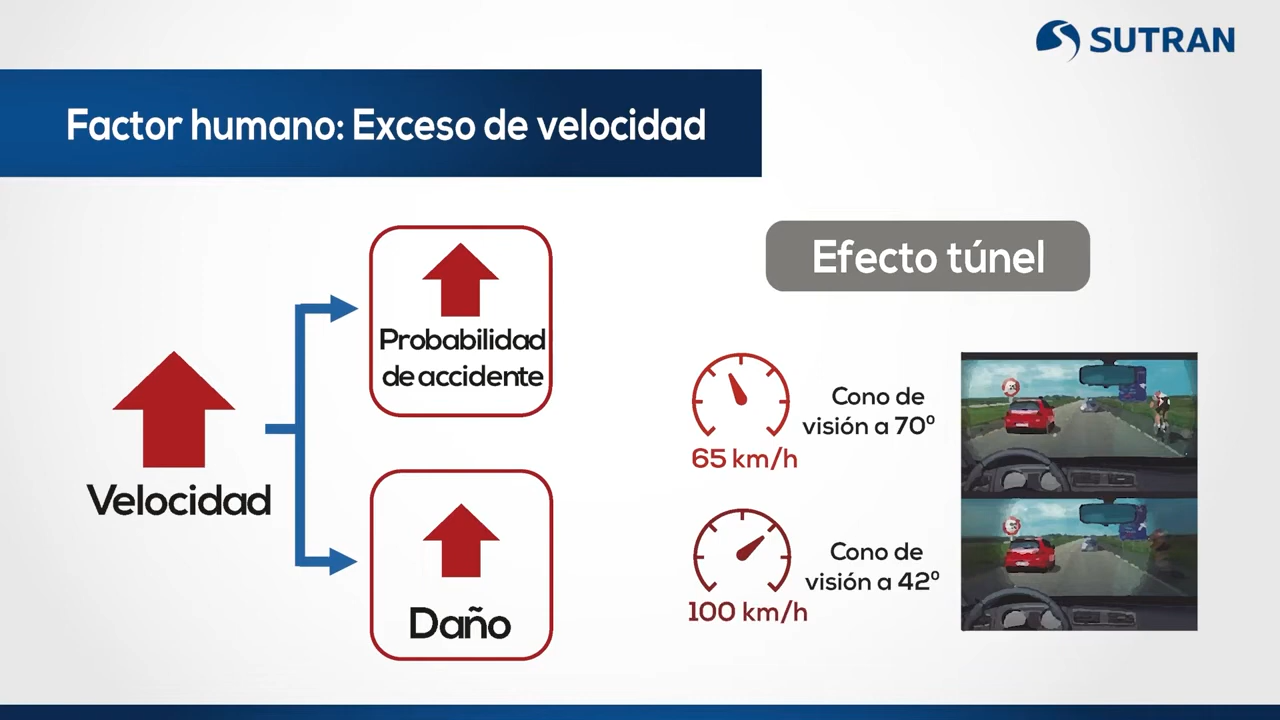 SUTRAN
Factor humano: Exceso de velocidad
Velocidad
Probabilidad
de accidente
Daño
Efecto túnel
65 km/h
Cono de
visión a 70º
100 km/h
Cono de
visión a 42º